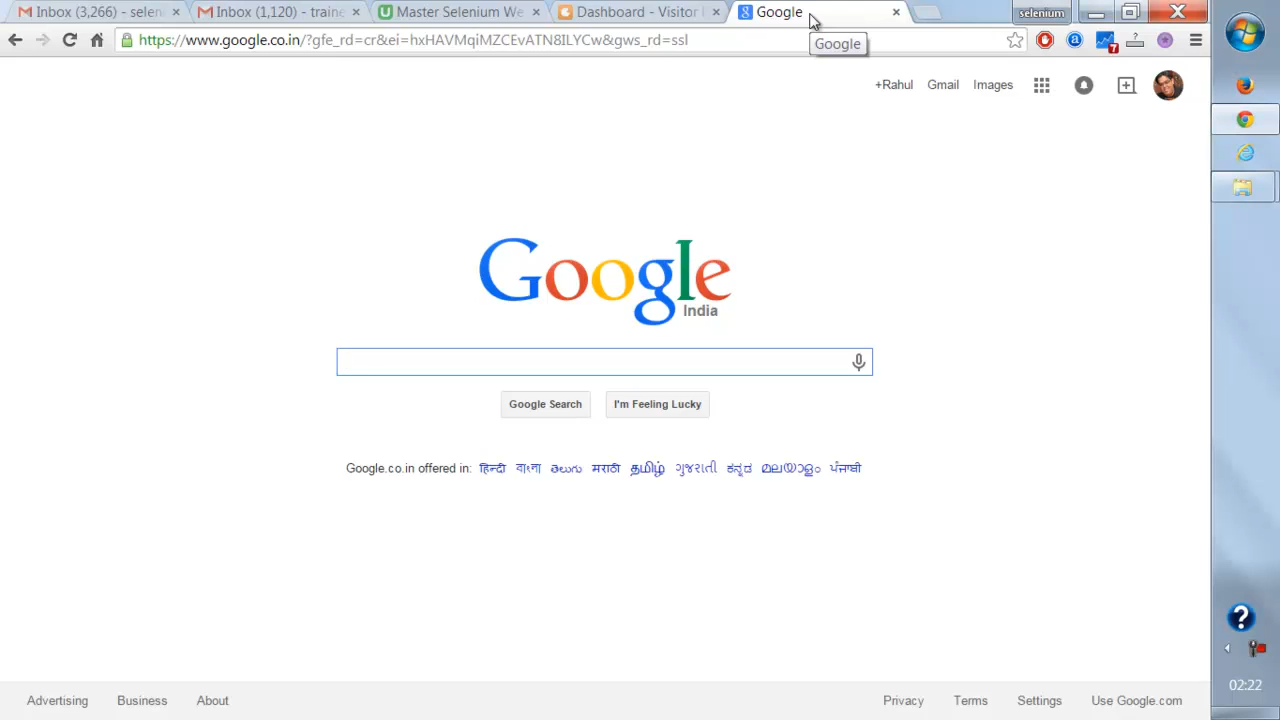 Inbox (3,266) - selen
Inbox (1,120) - traine
Master Selenium We
Dashboard - Visitor I
Google
selenium
https://www.google.co.in/?gfe_rd=cr&ei=hxHAVMqiMZCEvATN8ILYCw&gws_rd=ssl
Google
7
+Rahul Gmail Images
Google
India
Google Search I'm Feeling Lucky
Google.co.in offered in: हिन्दी বাংলা తెలుగు मराठी தமிழ் ગુજરાતી ಕನ್ನಡ മലയാളം ਪੰਜਾਬੀ
Advertising Business About Privacy Terms Settings Use Google.com
02:22